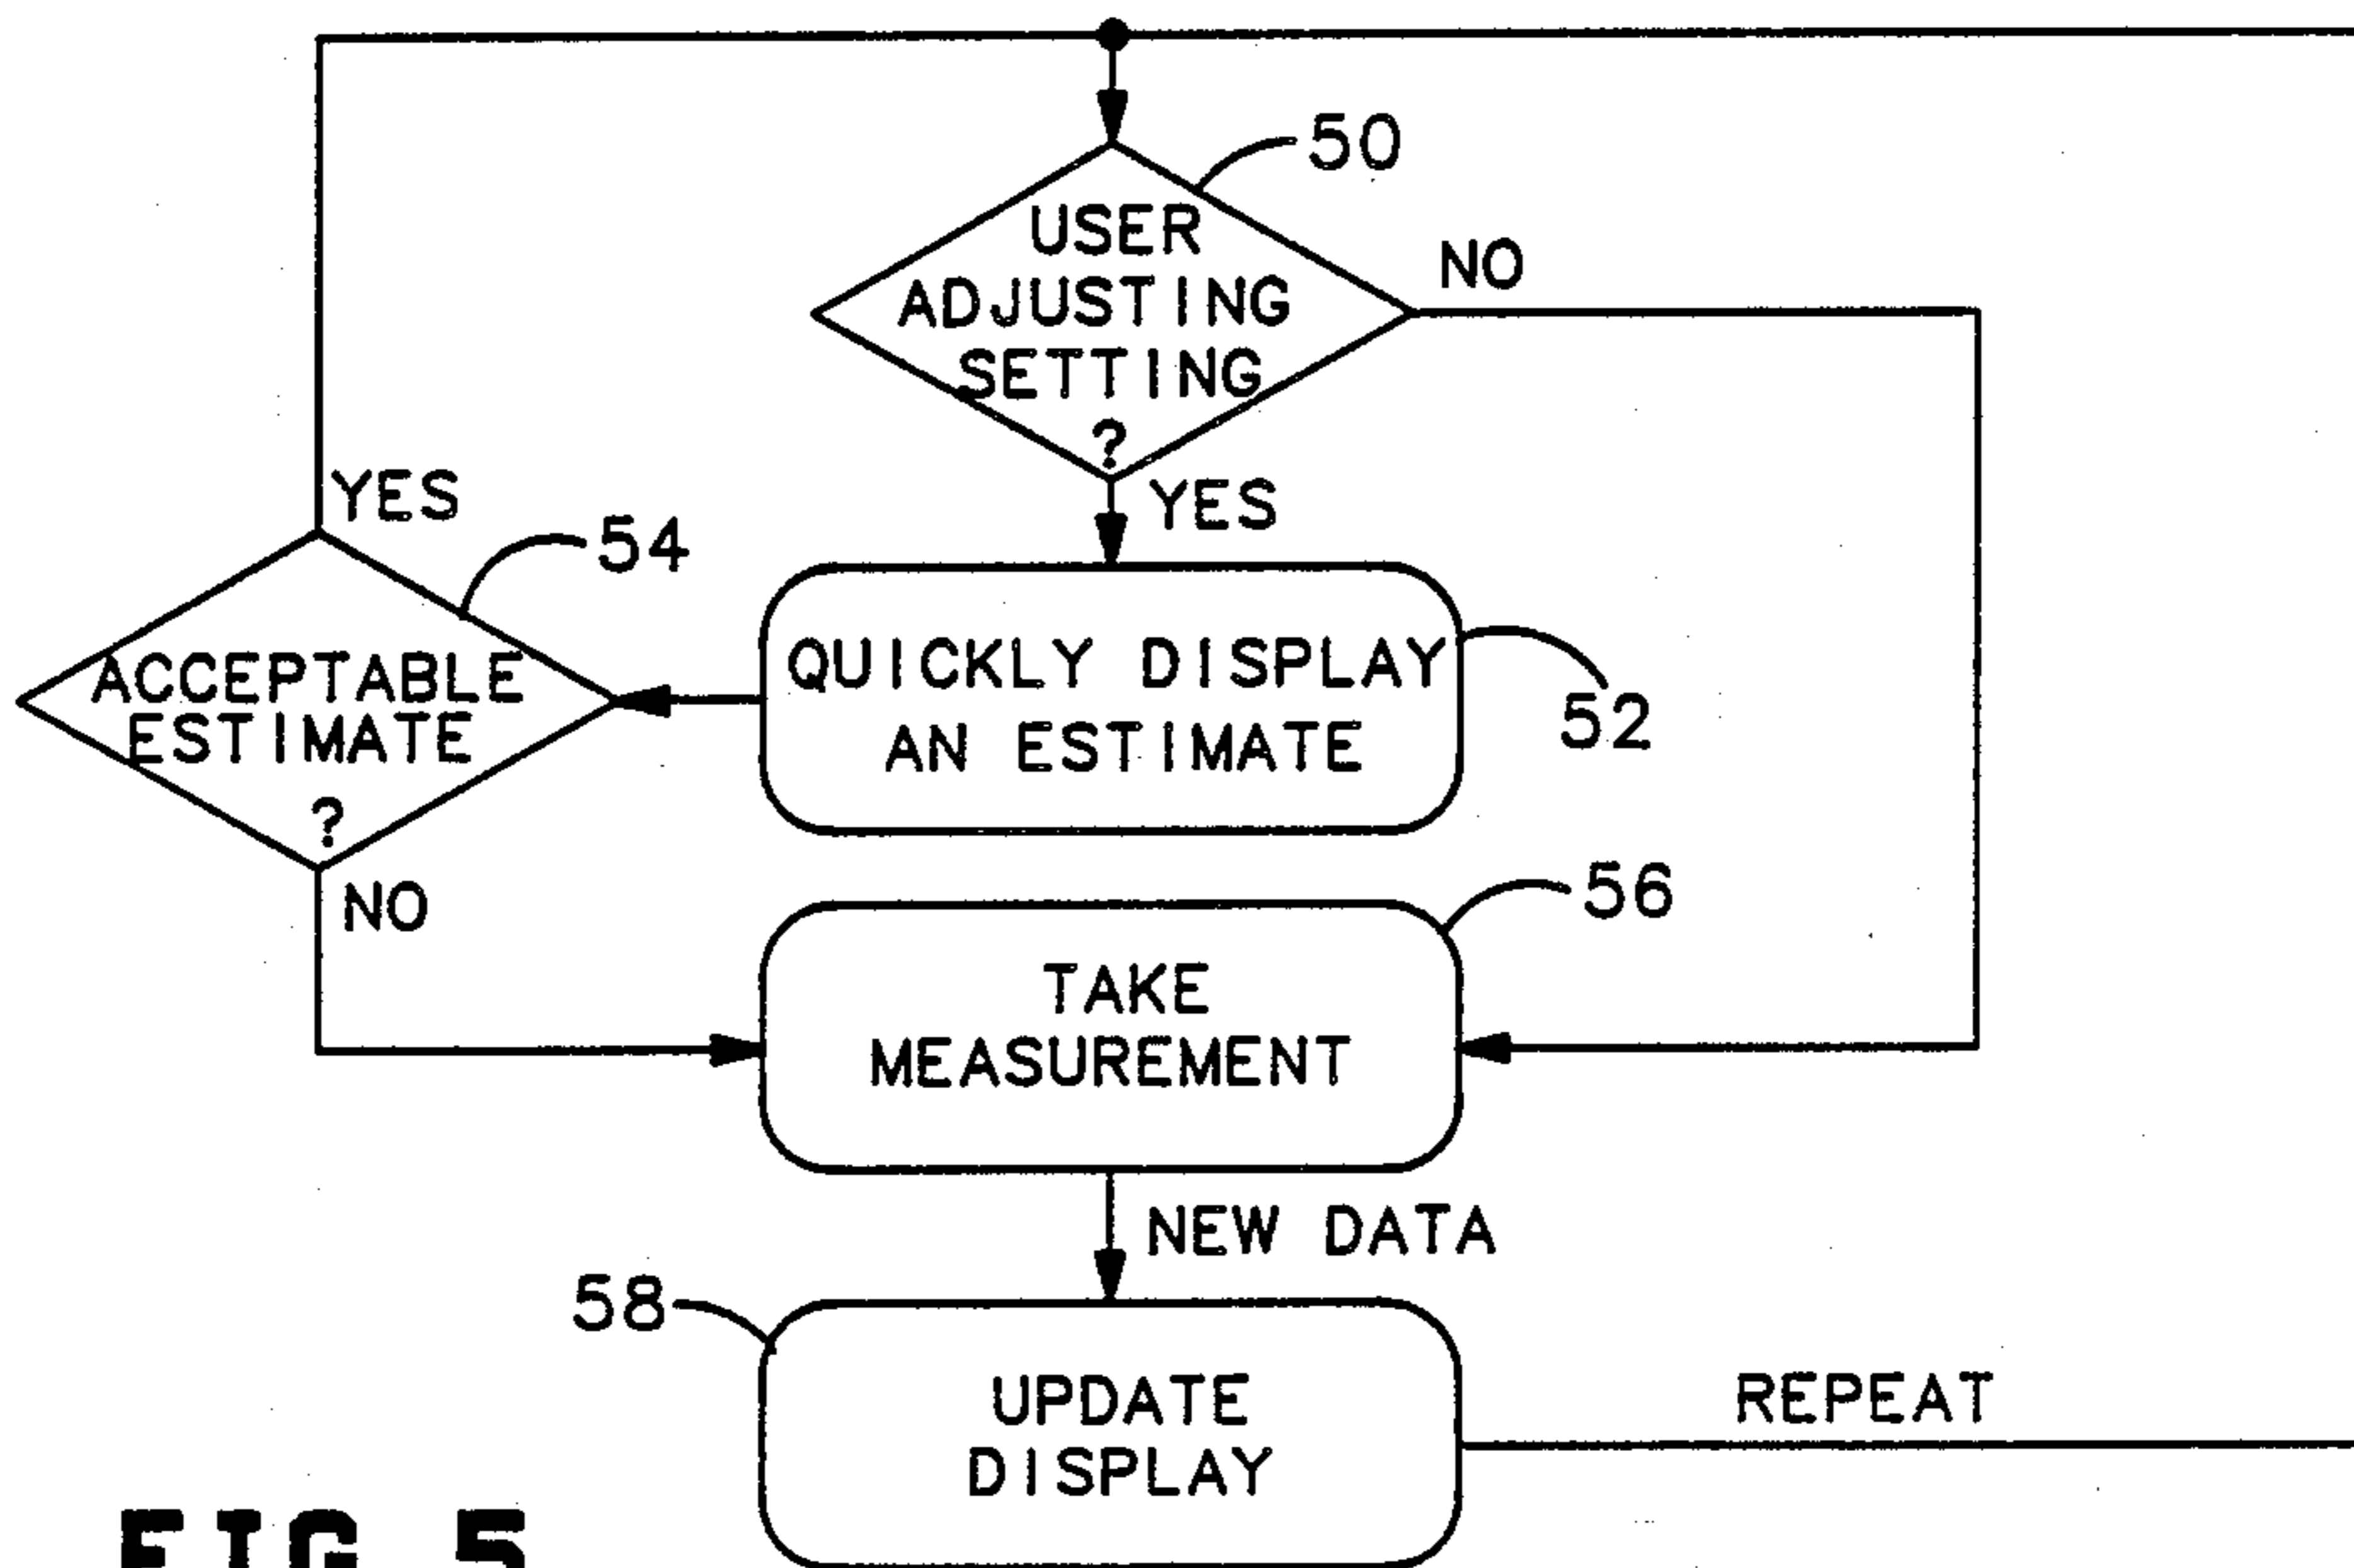 50
USER
ADJUSTING
SETTING
?
NO
YES
YES
54
ACCEPTABLE
ESTIMATE
?
NO
QUICKLY DISPLAY
AN ESTIMATE
52
56
TAKE
MEASUREMENT
NEW DATA
58
UPDATE
DISPLAY
REPEAT
FIG 5